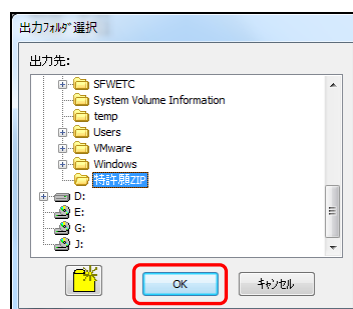 出力ﾌｫﾙﾀﾞ選択
出力先:
SFWETC
System Volume Information
temp
Users
VMware
Windows
特許願ZIP
D:
E:
G:
J:
OK
ｷｬﾝｾﾙ